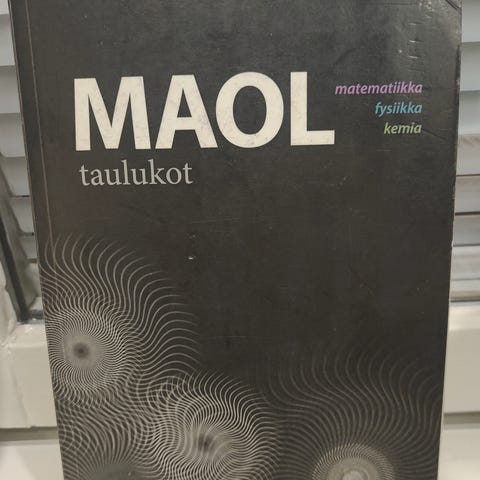 MAOL
taulukot
matematiikka
fysiikka
kemia